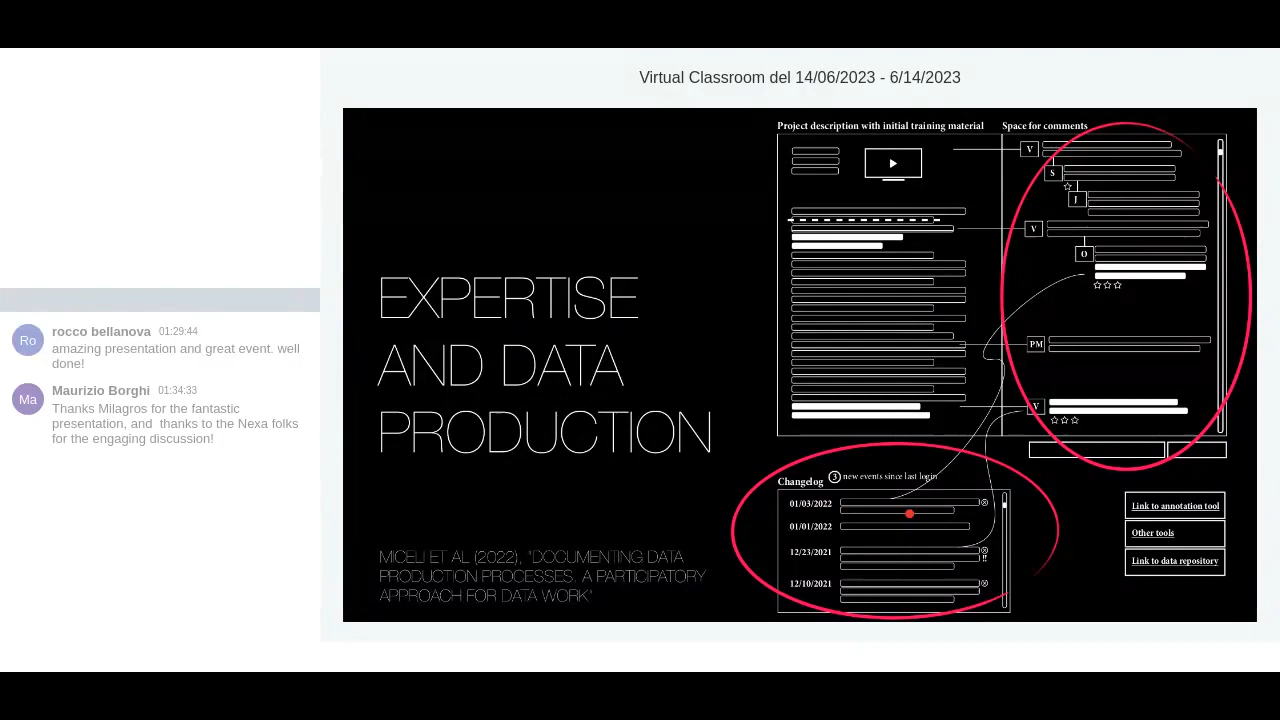 Virtual Classroom del 14/06/2023 - 6/14/2023
Ro
rocco bellanova 01:29:44
amazing presentation and great event. well
done!
Ma
Maurizio Borghi 01:34:33
Thanks Milagros for the fantastic
presentation, and thanks to the Nexa folks
for the engaging discussion!
EXPERTISE
AND DATA
PRODUCTION
MICELI ET AL (2022), "DOCUMENTING DATA
PRODUCTION PROCESSES. A PARTICIPATORY
APPROACH FOR DATA WORK"
Project description with initial training material
Space for comments
V
S
J
V
O
PM
V
Changelog
3 new events since last login
01/03/2022
01/01/2022
12/23/2021
!!
12/10/2021
Link to annotation tool
Other tools
Link to data repository